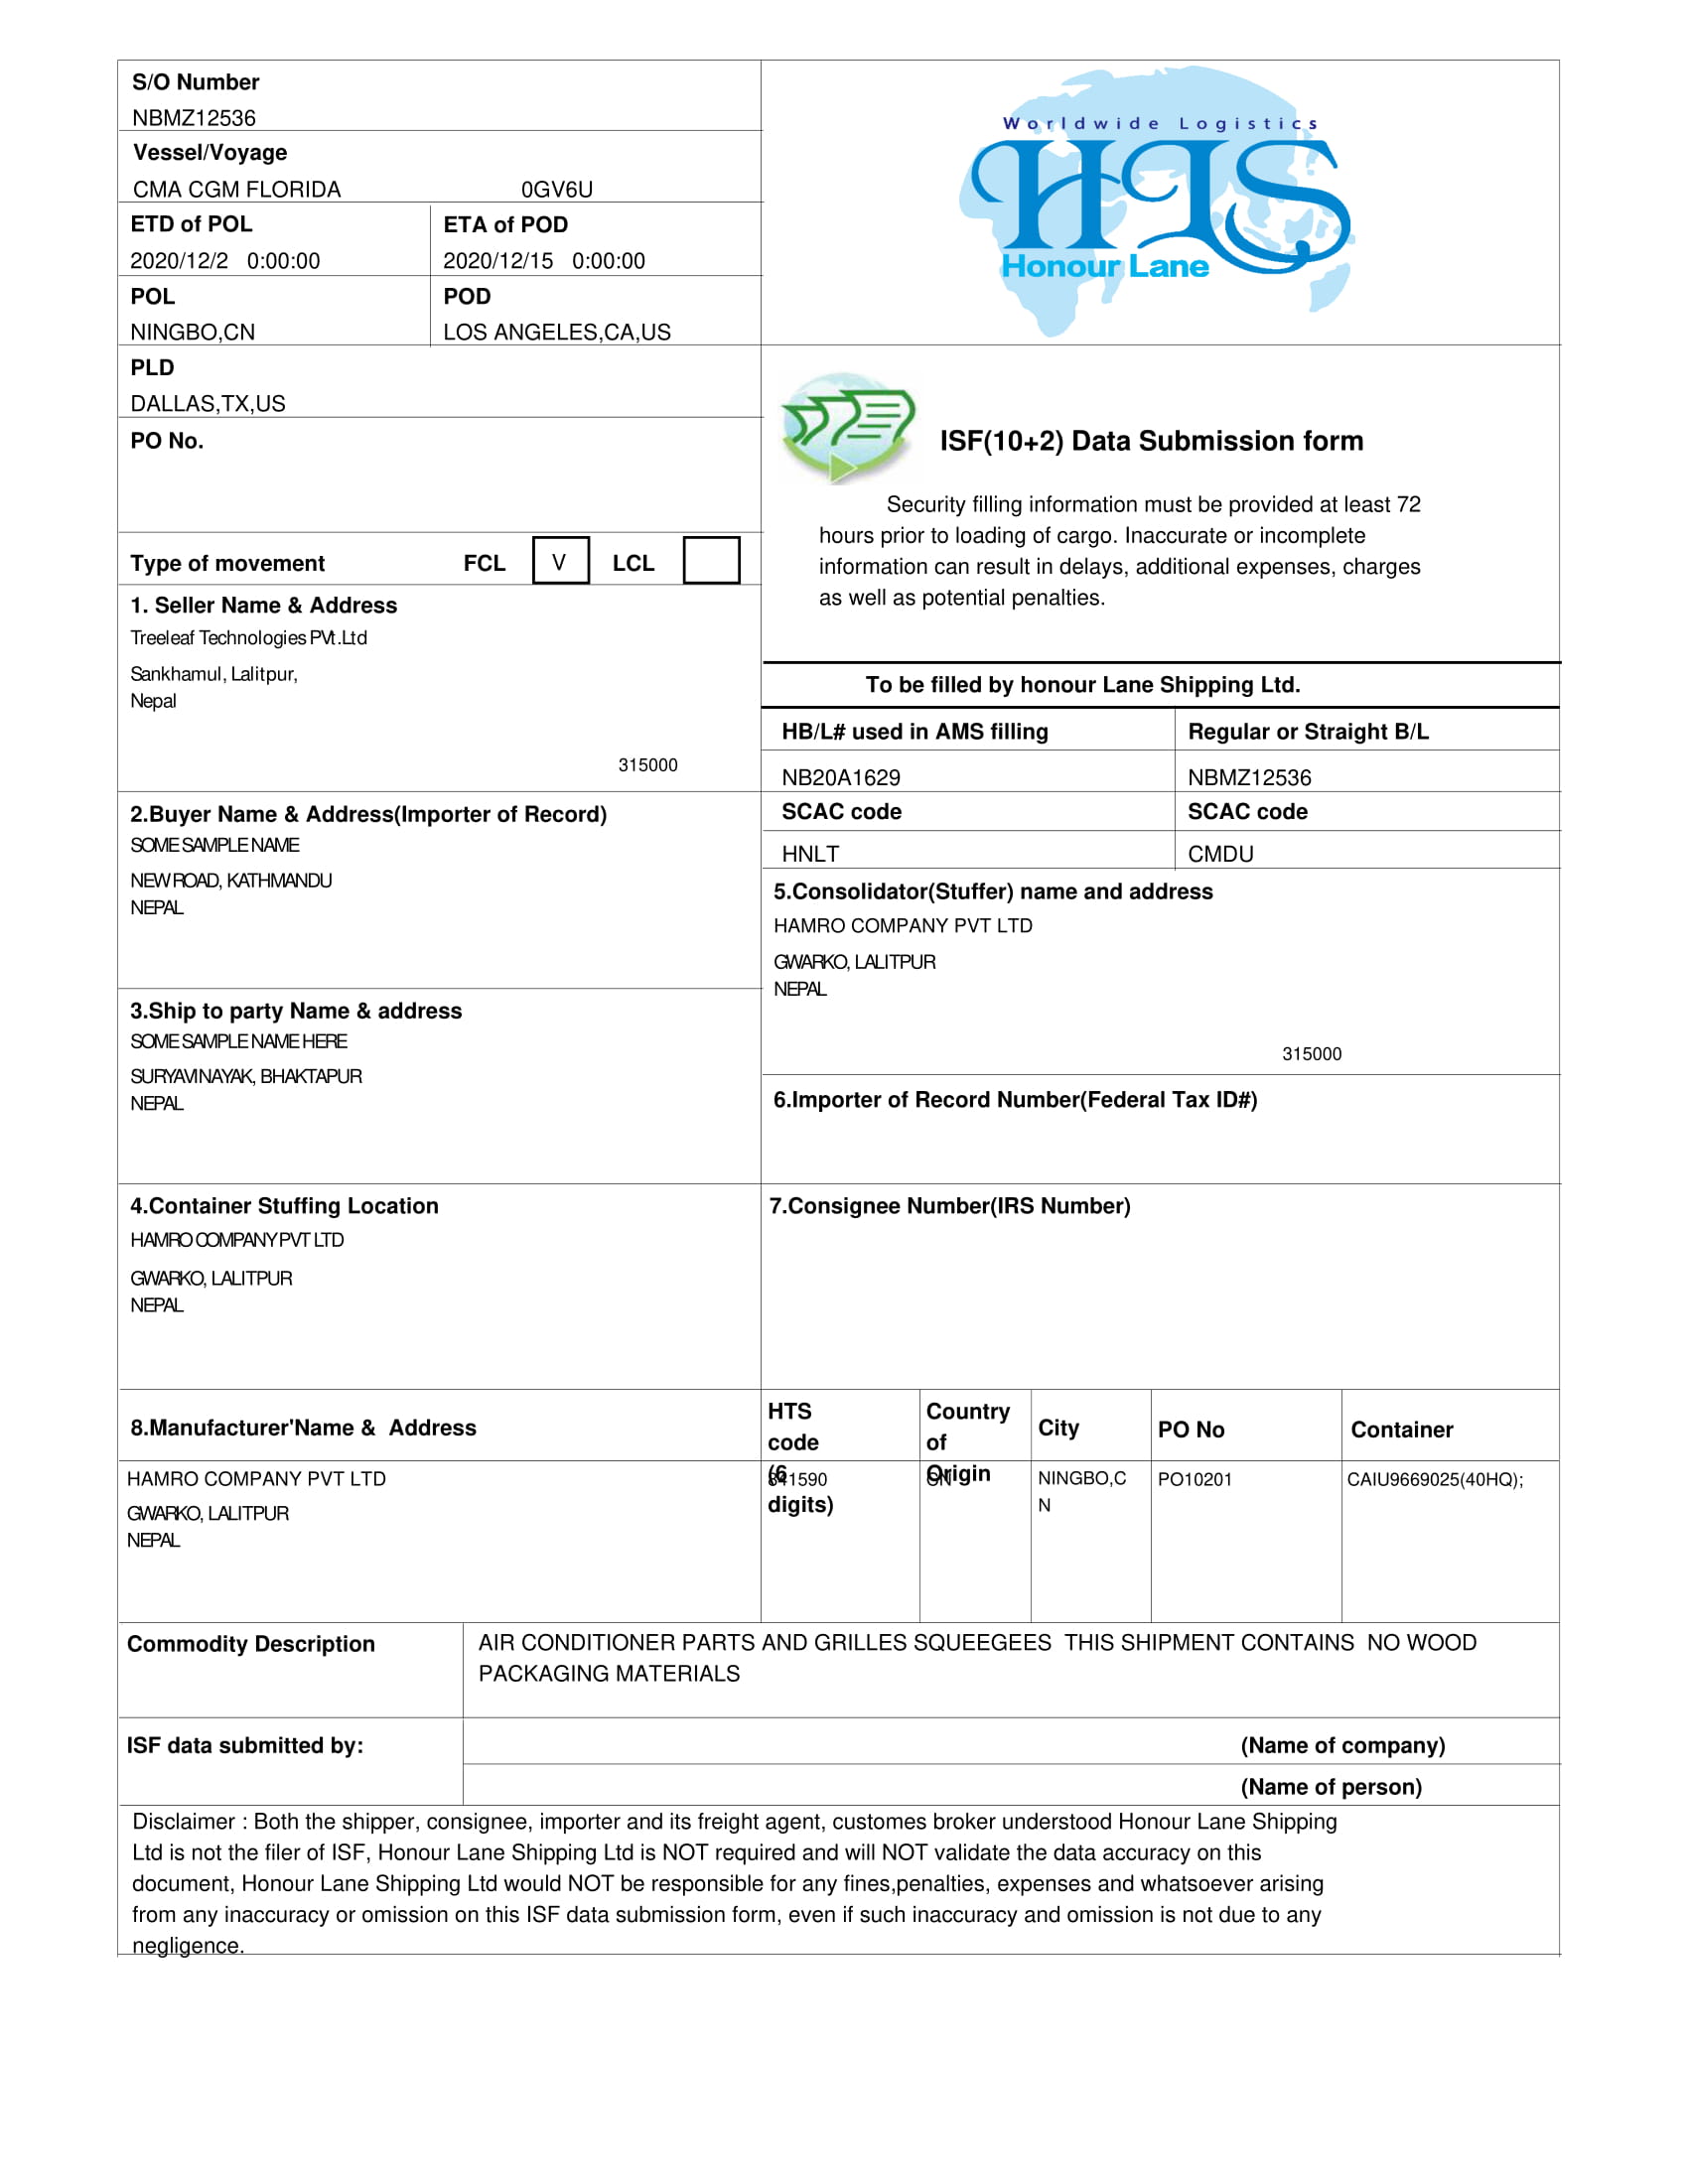 S/O Number
NBMZ12536
Vessel/Voyage
CMA CGM FLORIDA 0GV6U
ETD of POL ETA of POD
2020/12/2 0:00:00 2020/12/15 0:00:00
POL POD
NINGBO,CN LOS ANGELES,CA,US
PLD
DALLAS,TX,US
PO No.
Type of movement FCL V LCL
Worldwide Logistics
HLS
Honour Lane
ISF(10+2) Data Submission form
Security filling information must be provided at least 72
hours prior to loading of cargo. Inaccurate or incomplete
information can result in delays, additional expenses, charges
as well as potential penalties.
1. Seller Name & Address
Treeleaf Technologies PVt.Ltd
Sankhamul, Lalitpur,
Nepal
315000
To be filled by honour Lane Shipping Ltd.
HB/L# used in AMS filling Regular or Straight B/L
NB20A1629 NBMZ12536
SCAC code SCAC code
HNLT CMDU
2.Buyer Name & Address(Importer of Record)
SOME SAMPLE NAME
NEW ROAD, KATHMANDU
NEPAL
3.Ship to party Name & address
SOME SAMPLE NAME HERE
SURYAVINAYAK, BHAKTAPUR
NEPAL
5.Consolidator(Stuffer) name and address
HAMRO COMPANY PVT LTD
GWARKO, LALITPUR
NEPAL
315000
6.Importer of Record Number(Federal Tax ID#)
4.Container Stuffing Location
HAMRO COMPANY PVT LTD
GWARKO, LALITPUR
NEPAL
7.Consignee Number(IRS Number)
8.Manufacturer'Name & Address
HAMRO COMPANY PVT LTD
GWARKO, LALITPUR
NEPAL
HTS
code
(6
digits)
841590
Country
of
Origin
CN
City
NINGBO,C
N
PO No
PO10201
Container
CAIU9669025(40HQ);
Commodity Description
AIR CONDITIONER PARTS AND GRILLES SQUEEGEES THIS SHIPMENT CONTAINS NO WOOD
PACKAGING MATERIALS
ISF data submitted by:
(Name of company)
(Name of person)
Disclaimer : Both the shipper, consignee, importer and its freight agent, customes broker understood Honour Lane Shipping
Ltd is not the filer of ISF, Honour Lane Shipping Ltd is NOT required and will NOT validate the data accuracy on this
document, Honour Lane Shipping Ltd would NOT be responsible for any fines,penalties, expenses and whatsoever arising
from any inaccuracy or omission on this ISF data submission form, even if such inaccuracy and omission is not due to any
negligence.